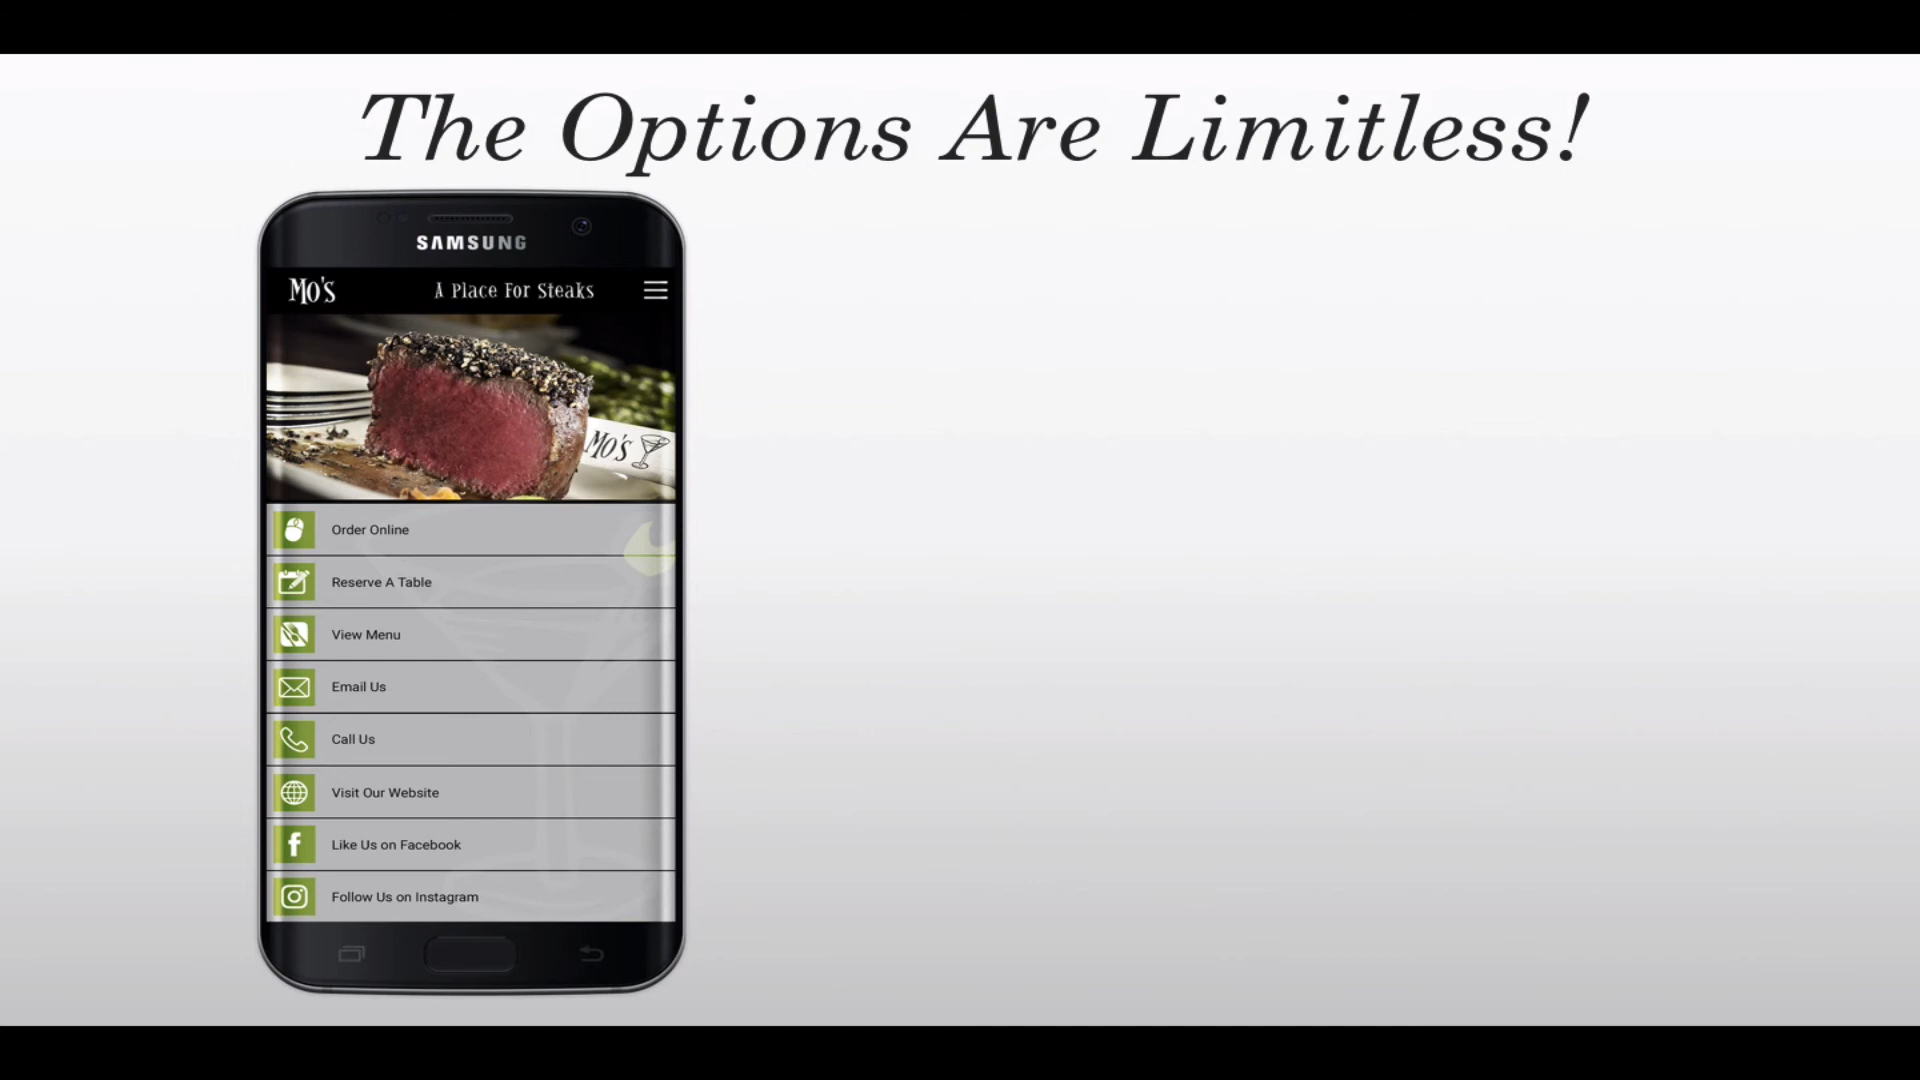 The Options Are Limitless!
SAMSUNG
Mo's
A Place For Steaks
Mo's
Order Online
Reserve A Table
View Menu
Email Us
Call Us
Visit Our Website
Like Us on Facebook
Follow Us on Instagram